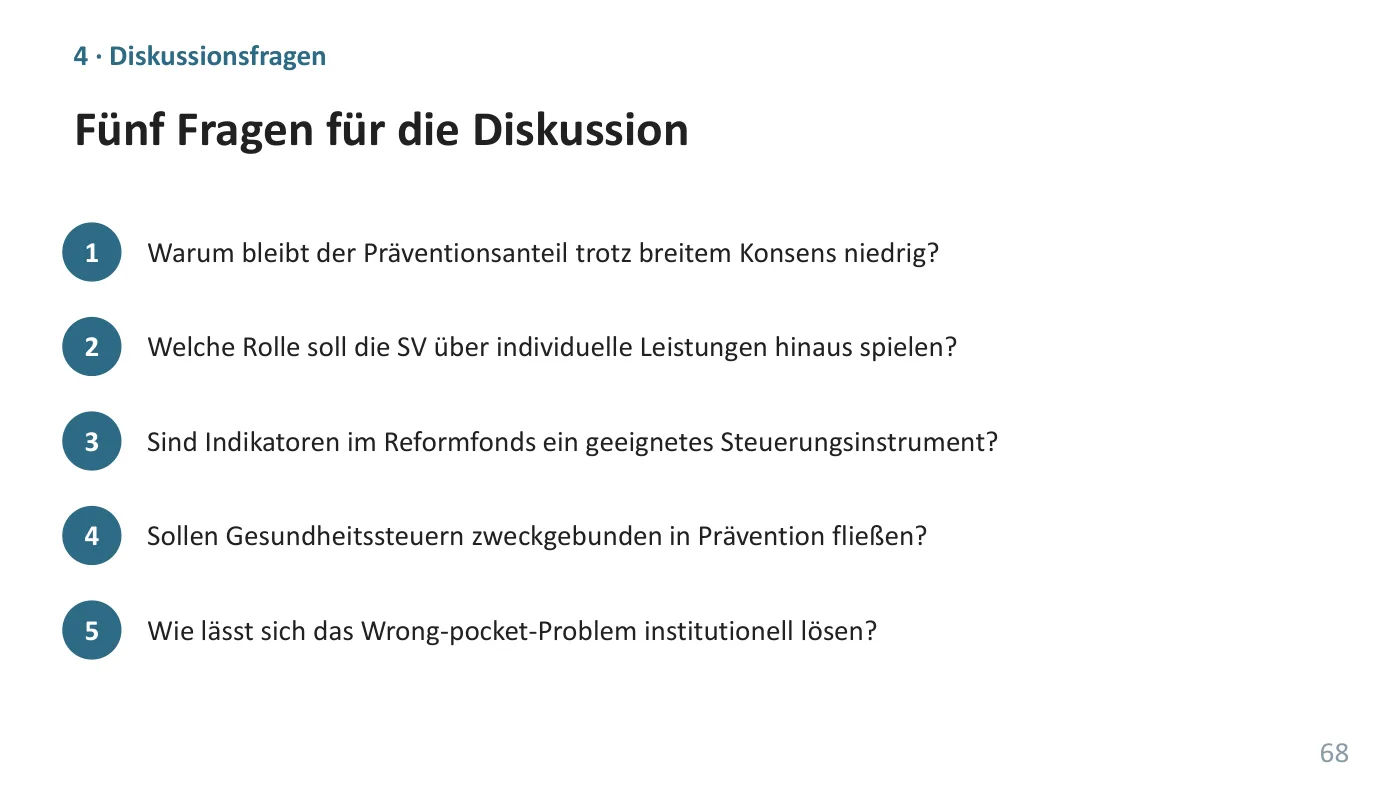 4 · Diskussionsfragen
Fünf Fragen für die Diskussion
1 Warum bleibt der Präventionsanteil trotz breitem Konsens niedrig?
2 Welche Rolle soll die SV über individuelle Leistungen hinaus spielen?
3 Sind Indikatoren im Reformfonds ein geeignetes Steuerungsinstrument?
4 Sollen Gesundheitssteuern zweckgebunden in Prävention fließen?
5 Wie lässt sich das Wrong-pocket-Problem institutionell lösen?
68